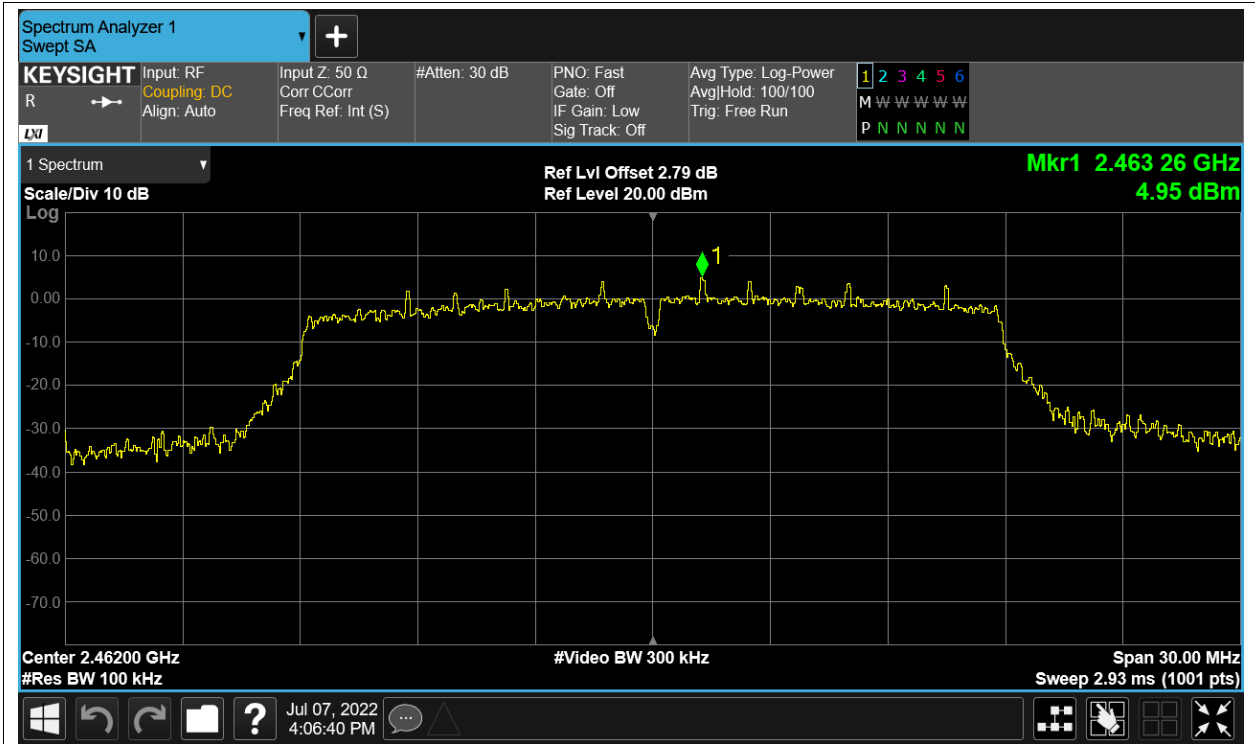 Spectrum Analyzer 1
Swept SA
KEYSIGHT
R
LXI
Input: RF
Coupling: DC
Align: Auto
Input Z: 50 Ω
Corr CCorr
Freq Ref: Int (S)
#Atten: 30 dB
PNO: Fast
Gate: Off
IF Gain: Low
Sig Track: Off
Avg Type: Log-Power
Avg|Hold: 100/100
Trig: Free Run
1 2 3 4 5 6
M W W W W W W
P N N N N N N
1 Spectrum
Scale/Div 10 dB
Log
Ref Lvl Offset 2.79 dB
Ref Level 20.00 dBm
Mkr1 2.463 26 GHz
4.95 dBm
10.0
0.00
-10.0
-20.0
-30.0
-40.0
-50.0
-60.0
-70.0
1
Center 2.46200 GHz
#Res BW 100 kHz
#Video BW 300 kHz
Span 30.00 MHz
Sweep 2.93 ms (1001 pts)
?
Jul 07, 2022
4:06:40 PM